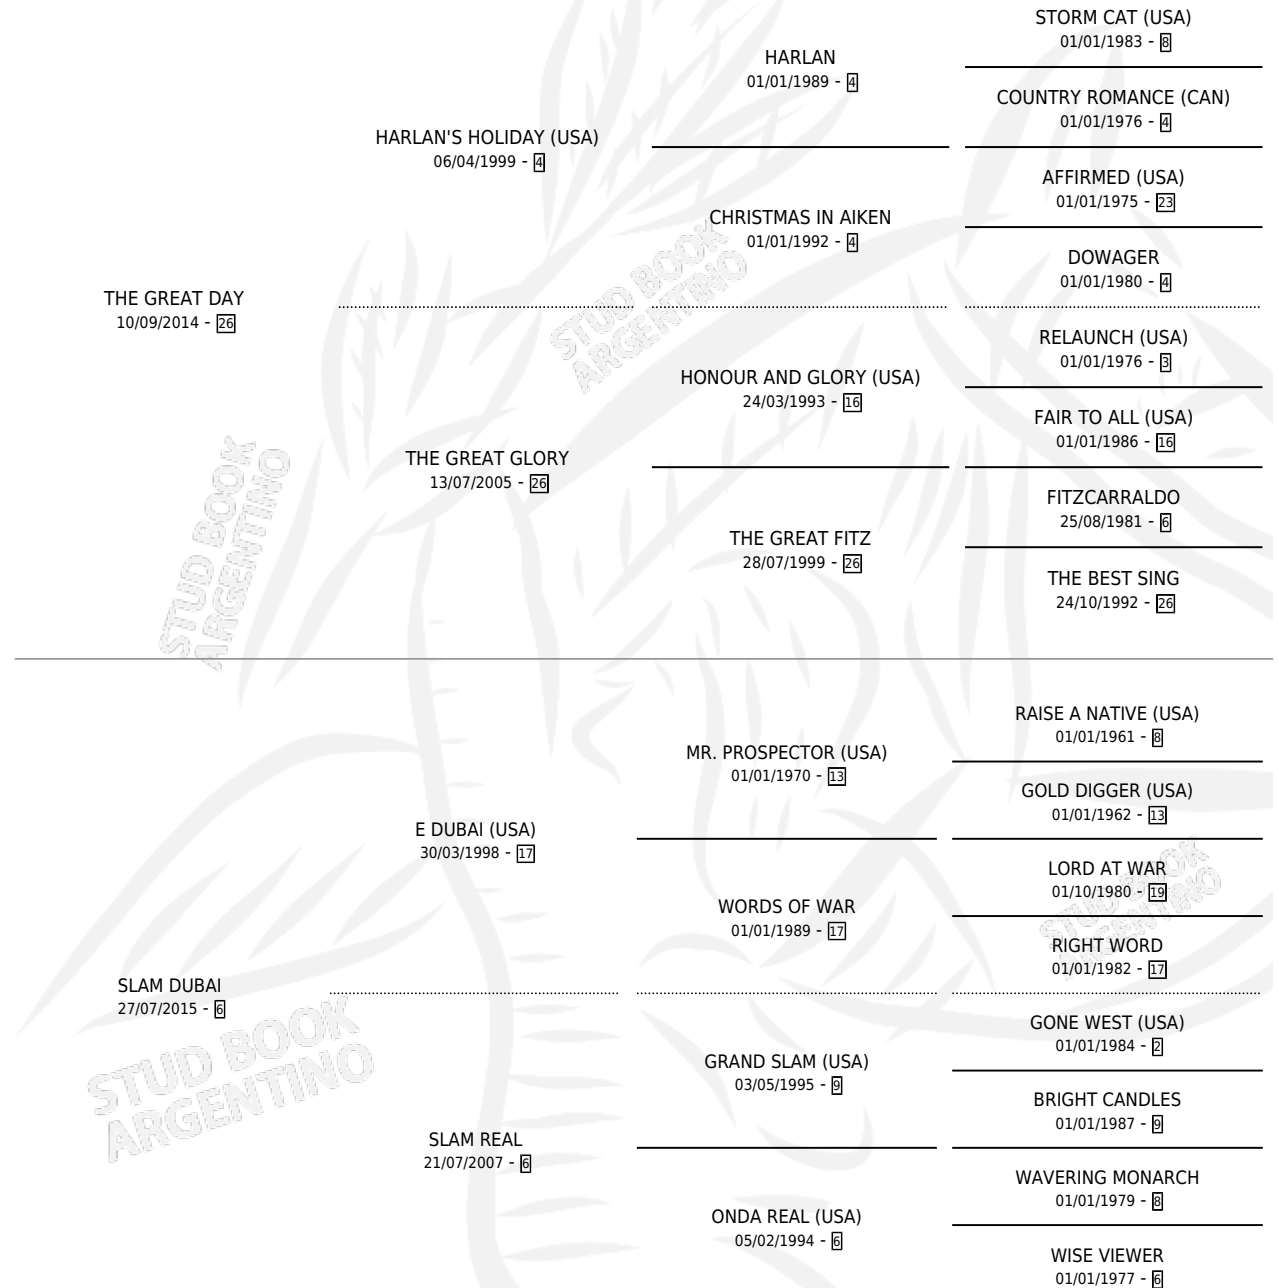 STORM CAT (USA)
01/01/1983 - 8
HARLAN
01/01/1989 - 4
COUNTRY ROMANCE (CAN)
01/01/1976 - 4
HARLAN'S HOLIDAY (USA)
06/04/1999 - 4
AFFIRMED (USA)
01/01/1975 - 23
CHRISTMAS IN AIKEN
01/01/1992 - 4
DOWAGER
01/01/1980 - 4
THE GREAT DAY
10/09/2014 - 26
STUD BOOK
ARGENTINO
RELAUNCH (USA)
01/01/1976 - 3
HONOUR AND GLORY (USA)
24/03/1993 - 16
FAIR TO ALL (USA)
01/01/1986 - 16
THE GREAT GLORY
13/07/2005 - 26
FITZCARRALDO
25/08/1981 - 6
THE GREAT FITZ
28/07/1999 - 26
THE BEST SING
24/10/1992 - 26
STUD BOOK
ARGENTINO
RAISE A NATIVE (USA)
01/01/1961 - 8
MR. PROSPECTOR (USA)
01/01/1970 - 13
GOLD DIGGER (USA)
01/01/1962 - 13
E DUBAI (USA)
30/03/1998 - 17
LORD AT WAR
01/10/1980 - 19
WORDS OF WAR
01/01/1989 - 17
RIGHT WORD
01/01/1982 - 17
STUD BOOK
ARGENTINO
SLAM DUBAI
27/07/2015 - 6
GONE WEST (USA)
01/01/1984 - 2
GRAND SLAM (USA)
03/05/1995 - 9
BRIGHT CANDLES
01/01/1987 - 9
STUD BOOK
ARGENTINO
SLAM REAL
21/07/2007 - 6
WAVERING MONARCH
01/01/1979 - 8
ONDA REAL (USA)
05/02/1994 - 6
WISE VIEWER
01/01/1977 - 6